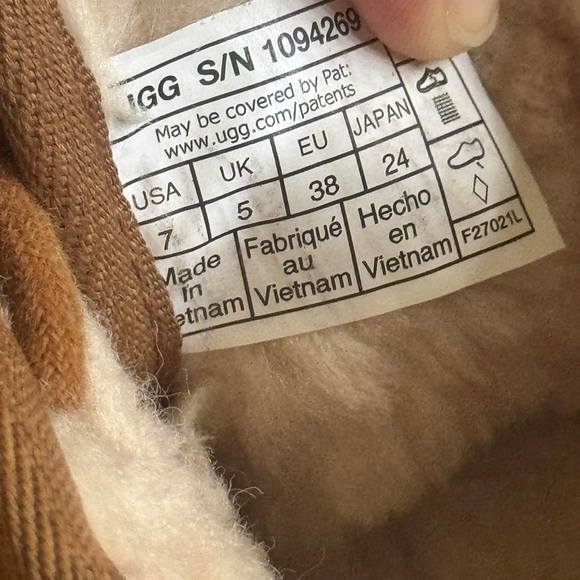 UGG S/N 1094269
May be covered by Pat:
www.ugg.com/patents
USA UK EU JAPAN
7 5 38 24
Made in Vietnam
Fabriqué au Vietnam
Hecho en Vietnam
F27021L